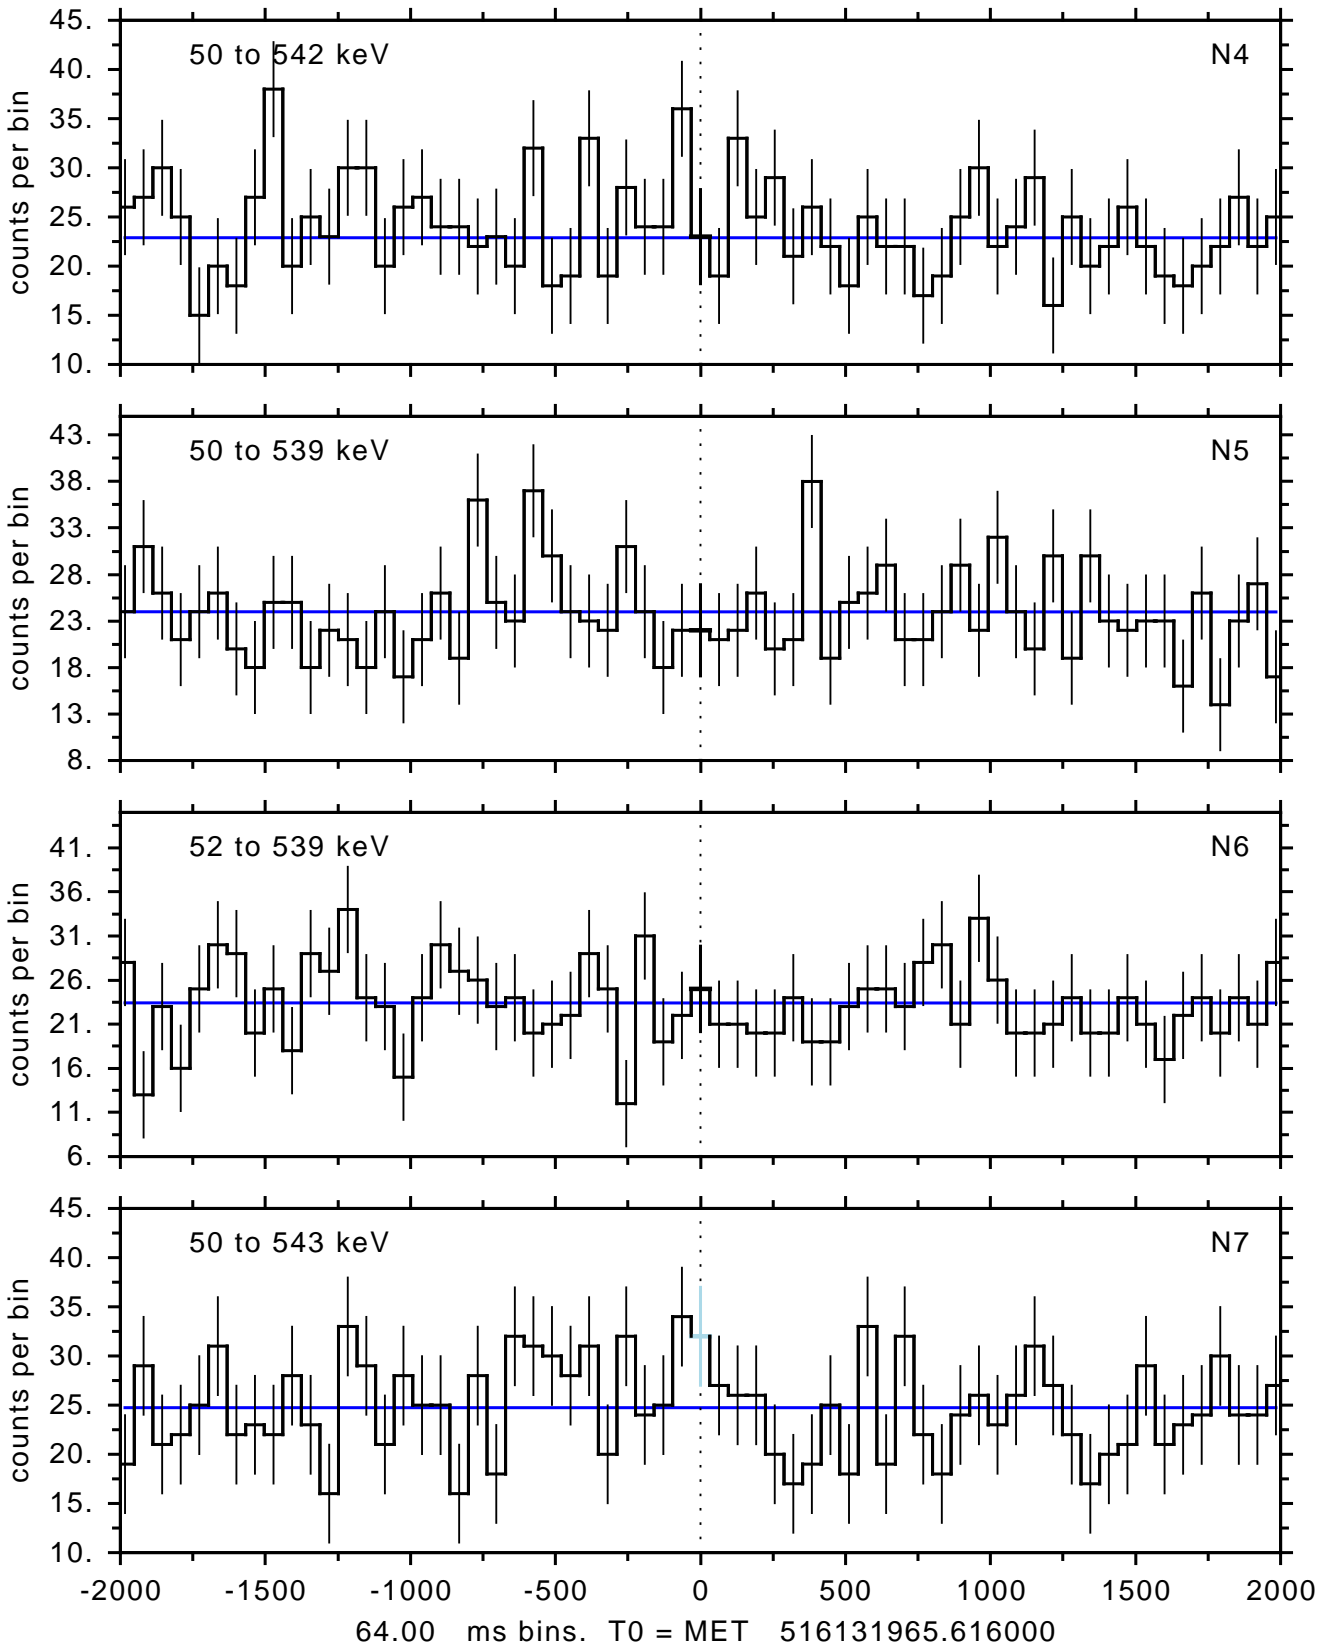 45.
40.
35.
30.
25.
20.
15.
10.
counts per bin
50 to 542 keV
N4
43.
38.
33.
28.
23.
18.
13.
8.
counts per bin
50 to 539 keV
N5
41.
36.
31.
26.
21.
16.
11.
6.
counts per bin
52 to 539 keV
N6
45.
40.
35.
30.
25.
20.
15.
10.
counts per bin
50 to 543 keV
N7
-2000 -1500 -1000 -500 0 500 1000 1500 2000
64.00 ms bins. T0 = MET 516131965.616000